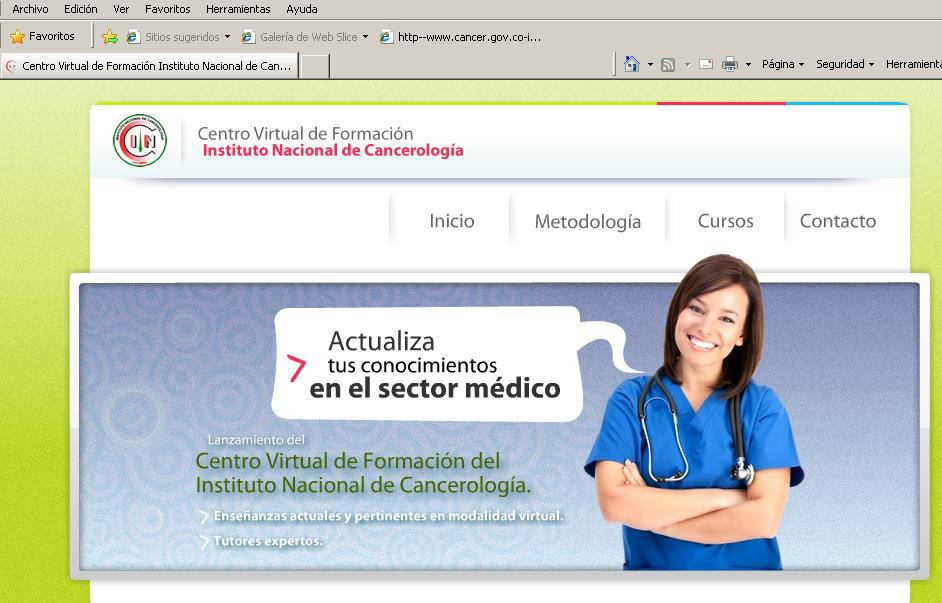 Archivo Edición Ver Favoritos Herramientas Ayuda
Favoritos Sitios sugeridos Galería de Web Slice http--www.cancer.gov.co-i...
Centro Virtual de Formación Instituto Nacional de Can... Página Seguridad Herramient
Centro Virtual de Formación
Instituto Nacional de Cancerología
Inicio Metodología Cursos Contacto
Actualiza
tus conocimientos
en el sector médico
Lanzamiento del
Centro Virtual de Formación del
Instituto Nacional de Cancerología.
Enseñanzas actuales y pertinentes en modalidad virtual.
Tutores expertos.